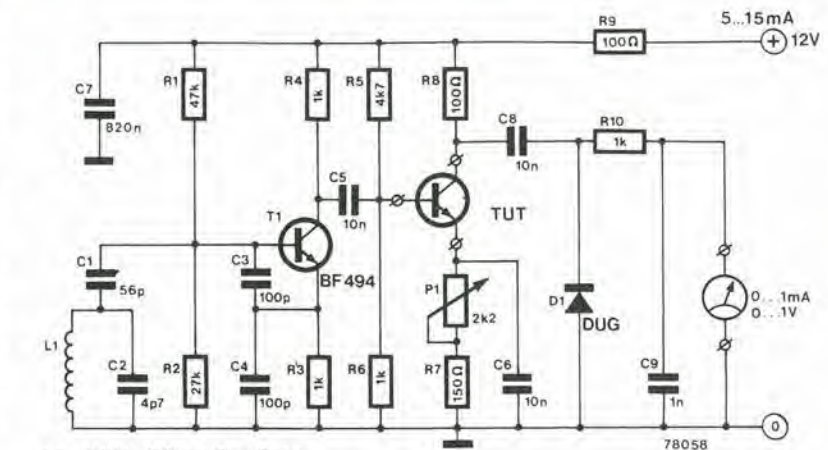 R9
100Ω
5...15mA
+ 12V
C7
820n
R1
47k
R4
1k
R5
4k7
R8
100Ω
C8
10n
R10
1k
C5
10n
T1
BF494
TUT
C1
56p
C3
100p
P1
2k2
D1
DUG
0...1mA
0...1V
L1
C2
4p7
R2
27k
C4
100p
R3
1k
R6
1k
R7
150Ω
C6
10n
C9
1n
0
78058